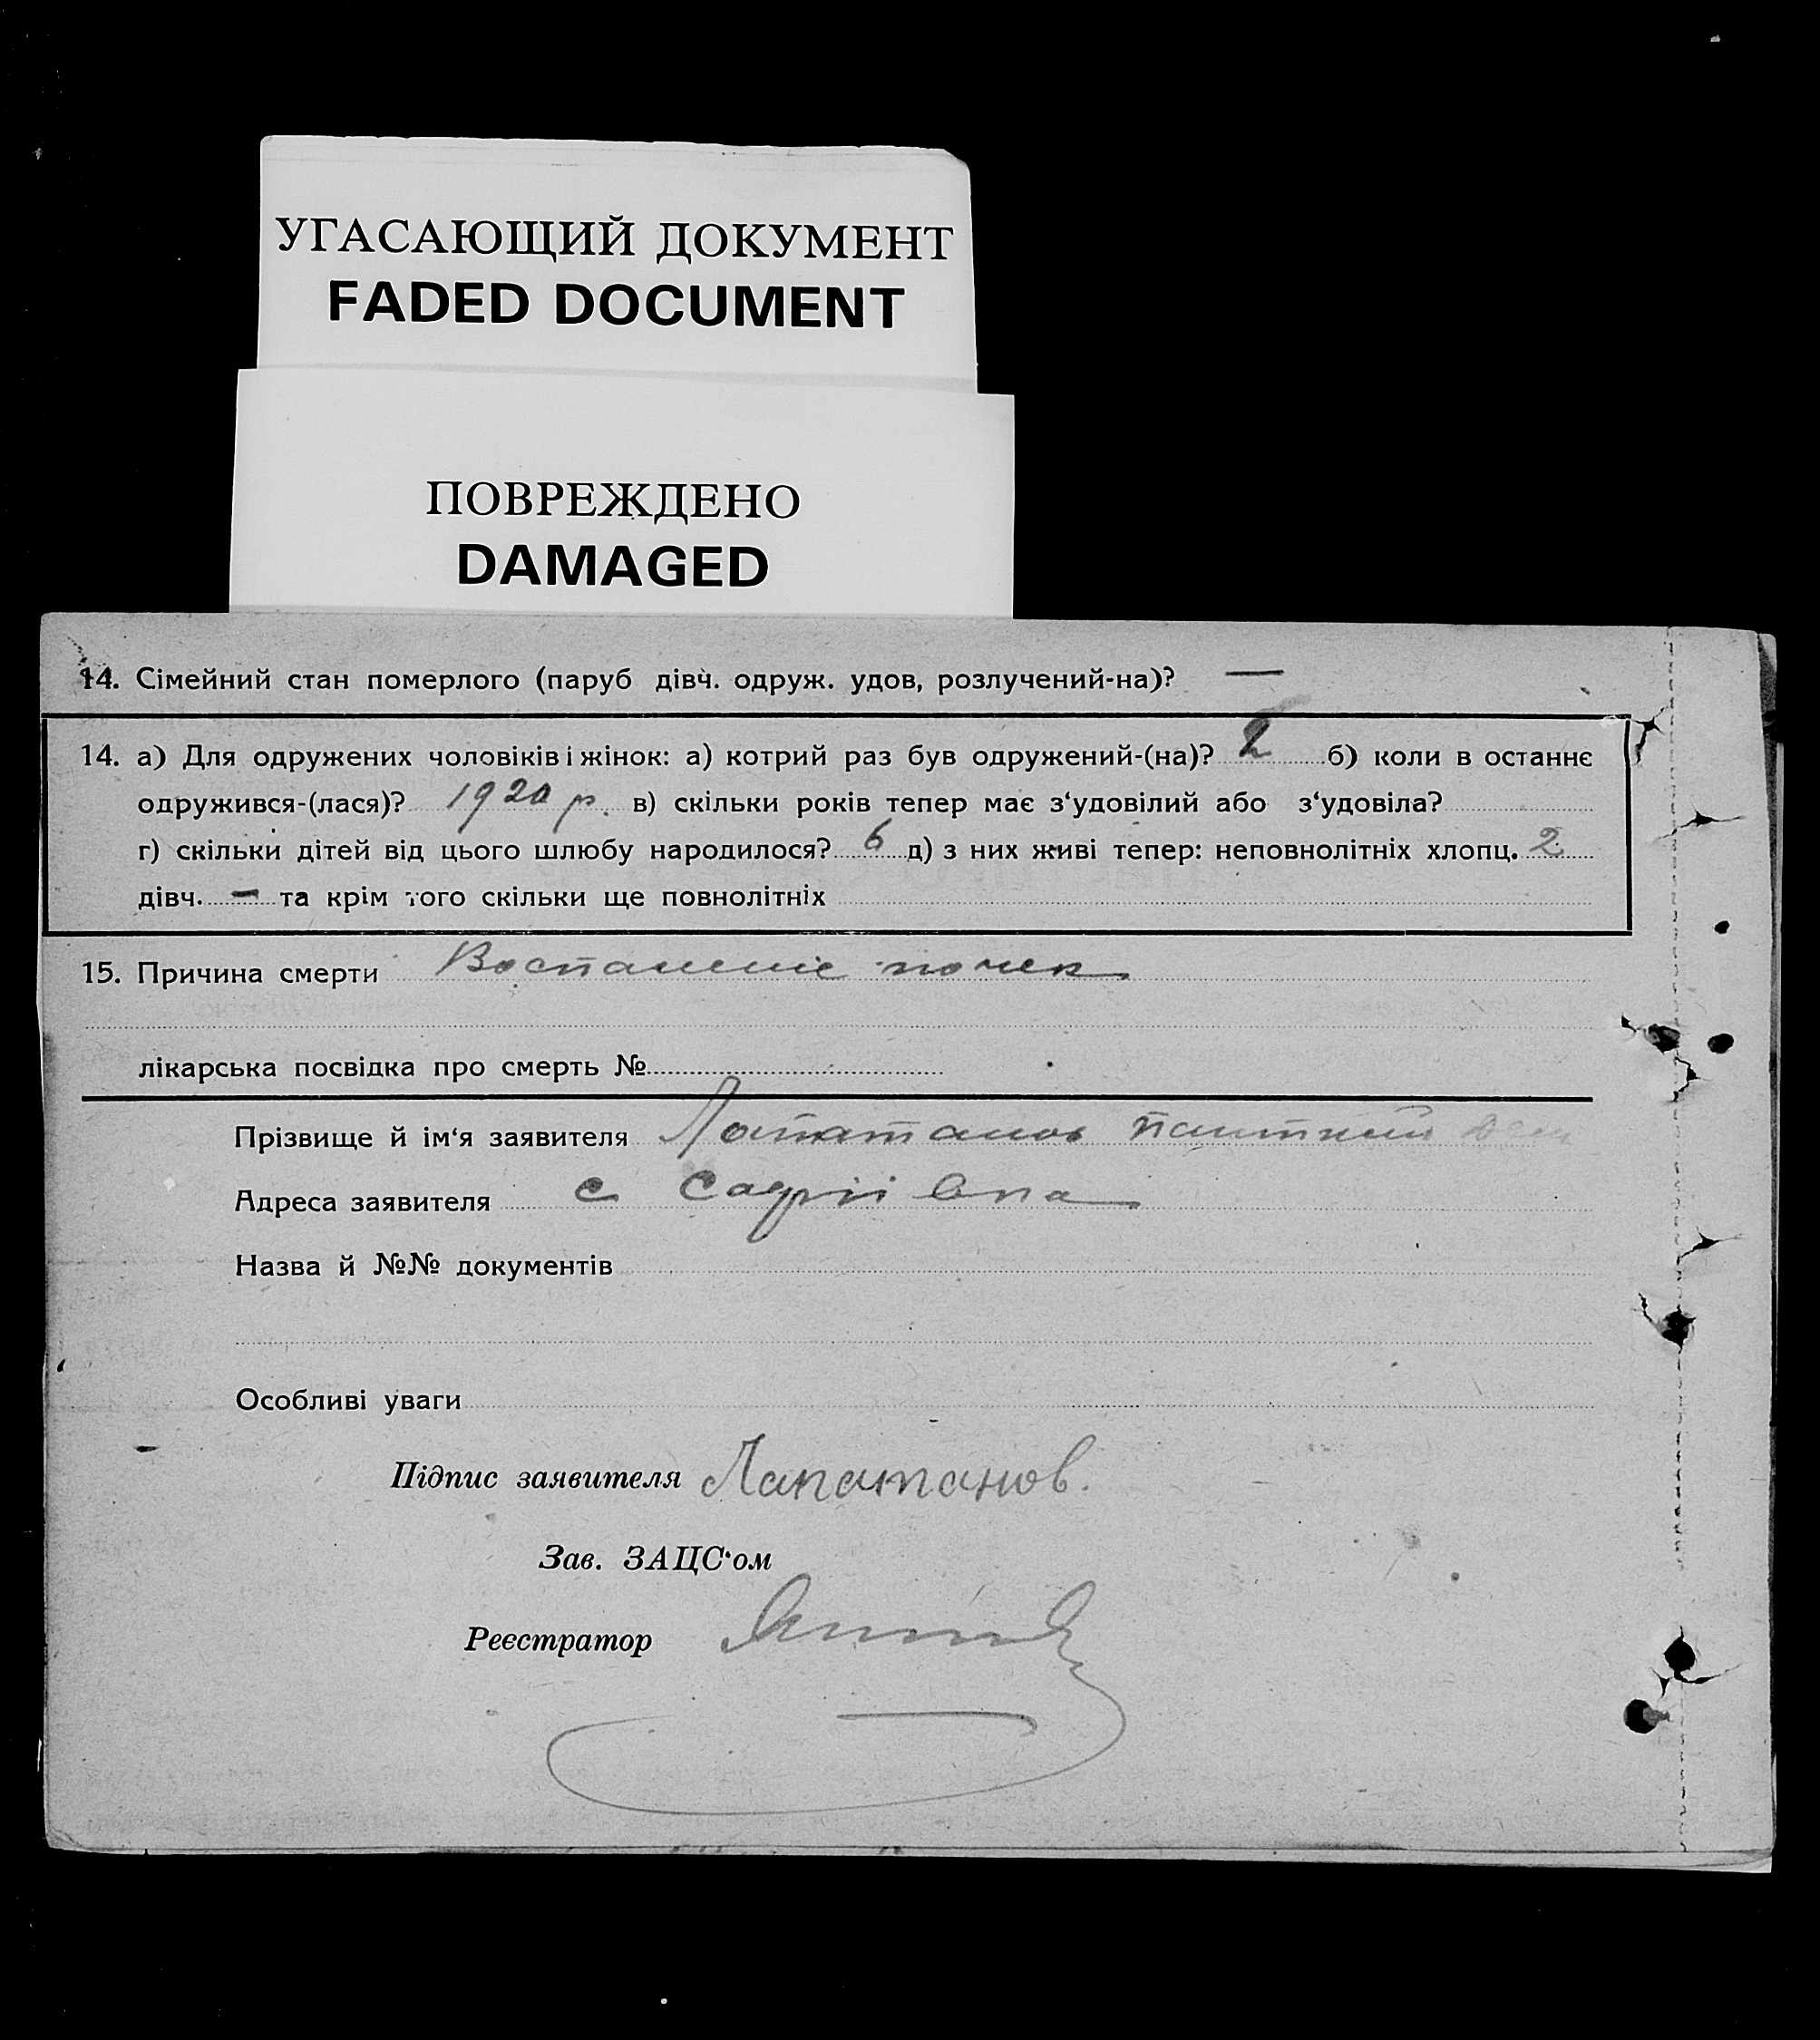 УГАСАЮЩИЙ ДОКУМЕНТ
FADED DOCUMENT
ПОВРЕЖДЕНО
DAMAGED
14. Сімейний стан померлого (паруб дівч. одруж. удов, розлучений-на)? —
14. а) Для одружених чоловіків і жінок: а) котрий раз був одружений-(на)? 2 б) коли в останнє
одружився-(лася)? 1920 р. в) скільки років тепер має з‘удовілий або з‘удовіла?
г) скільки дітей від цього шлюбу народилося? 6 д) з них живі тепер: неповнолітніх хлопц. 2
дівч. — та крім того скільки ще повнолітніх
15. Причина смерти Воспаление почек
лікарська посвідка про смерть №
Прізвище й ім‘я заявителя
Адреса заявителя с
Назва й №№ документів
Особливі уваги
Підпис заявителя Лапатанов.
Зав. ЗАЦС‘ом
Реєстратор